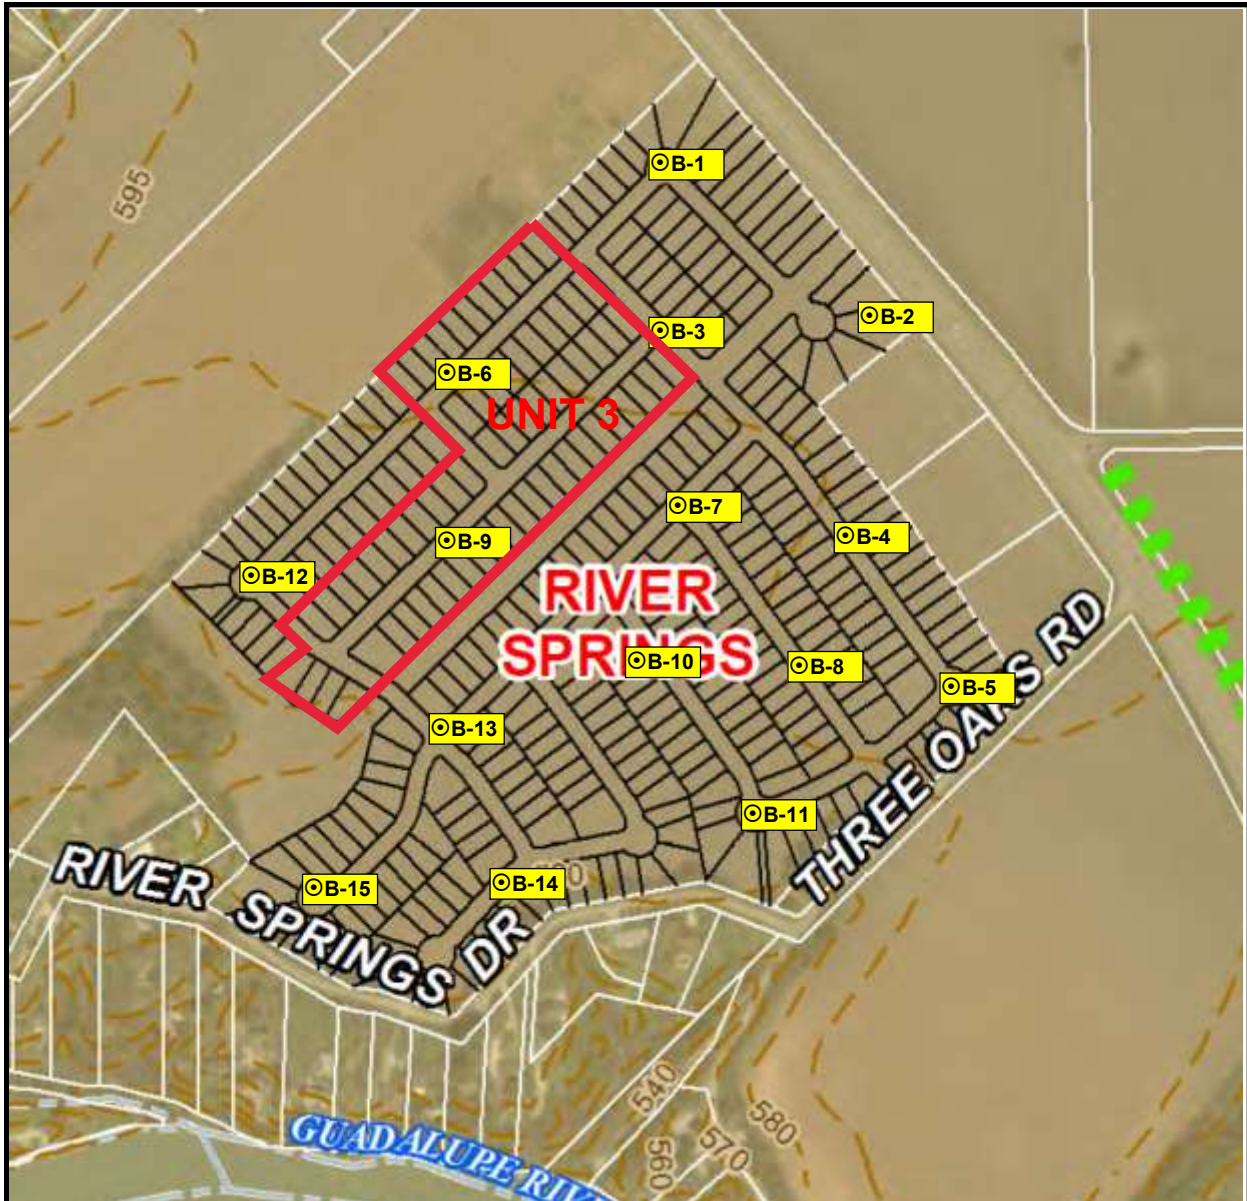 595
B-1
B-2
B-3
B-6
UNIT 3
B-7
B-4
B-9
B-12
RIVER
SPRINGS
B-10
B-8
B-5
THREE OAKS RD
B-13
B-11
B-14
B-15
RIVER SPRINGS DR
540
580
570
560
GUADALUPE RIV